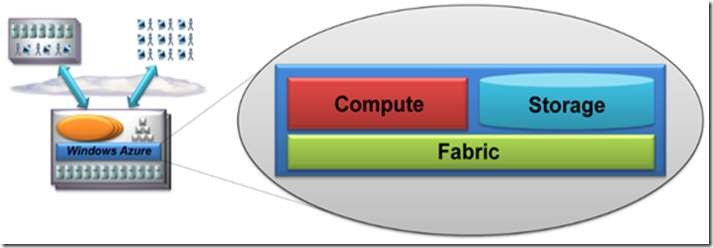 Windows Azure
Compute
Storage
Fabric